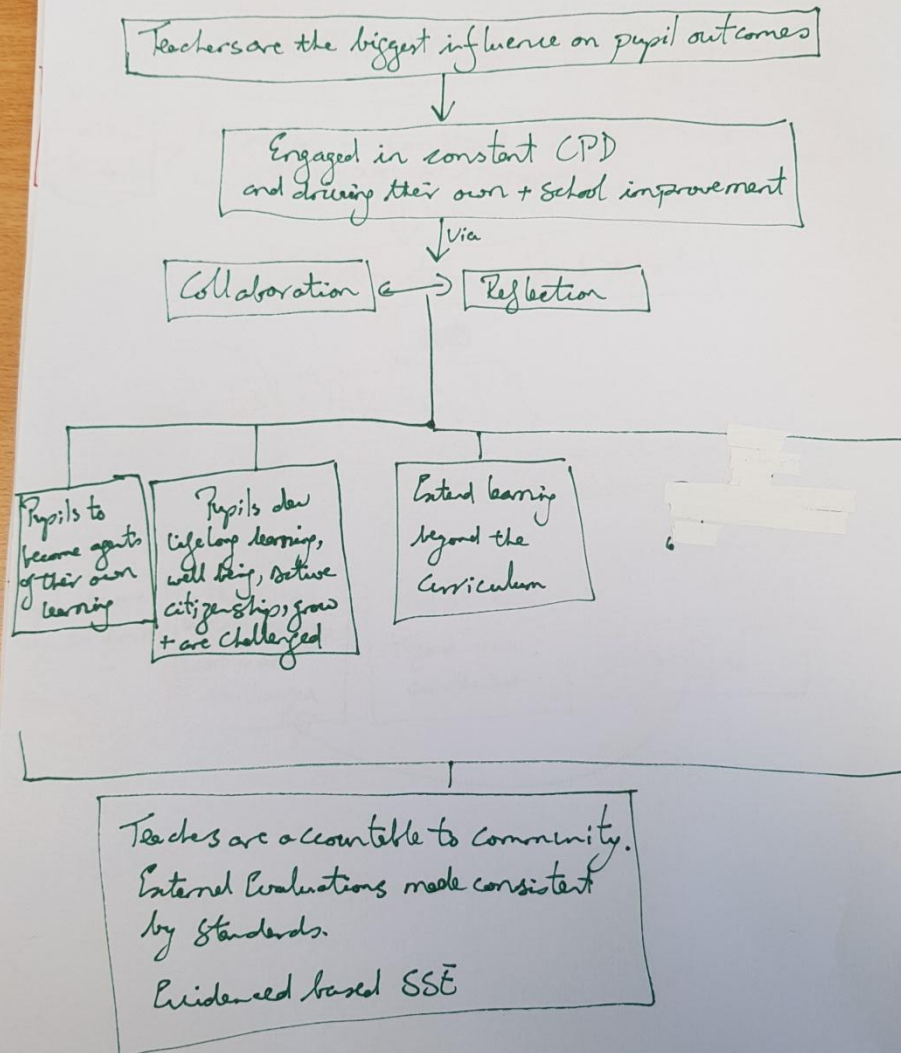 Teachers are the biggest influence on pupil outcomes
Engaged in constant CPD
and driving their own + School improvement
Via
Collaboration
Reflection
Pupils to
become agents
of their own
learning
Pupils dev
lifelong learning,
well being, active
citizenship, grow
+ are challenged
Extend learning
beyond the
Curriculum
Teachers are accountable to community.
External Evaluations made consistent
by standards.
Evidenced based SSE